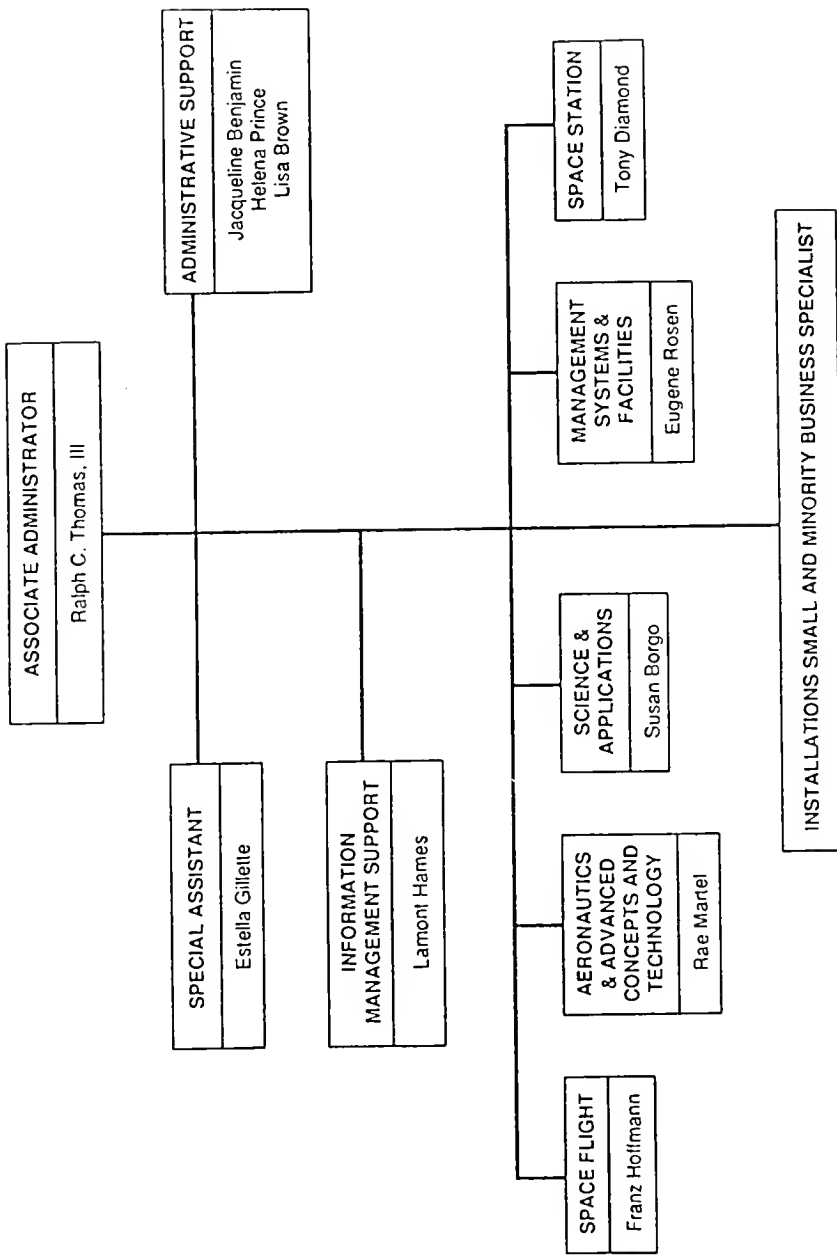 ASSOCIATE ADMINISTRATOR
Ralph C. Thomas, III
SPECIAL ASSISTANT
Estella Gillette
ADMINISTRATIVE SUPPORT
Jacqueline Benjamin
Helena Prince
Lisa Brown
INFORMATION
MANAGEMENT SUPPORT
Lamont Hames
SPACE FLIGHT
Franz Hoffmann
AERONAUTICS
& ADVANCED
CONCEPTS AND
TECHNOLOGY
Rae Martel
SCIENCE &
APPLICATIONS
Susan Borgo
MANAGEMENT
SYSTEMS &
FACILITIES
Eugene Rosen
SPACE STATION
Tony Diamond
INSTALLATIONS SMALL AND MINORITY BUSINESS SPECIALIST